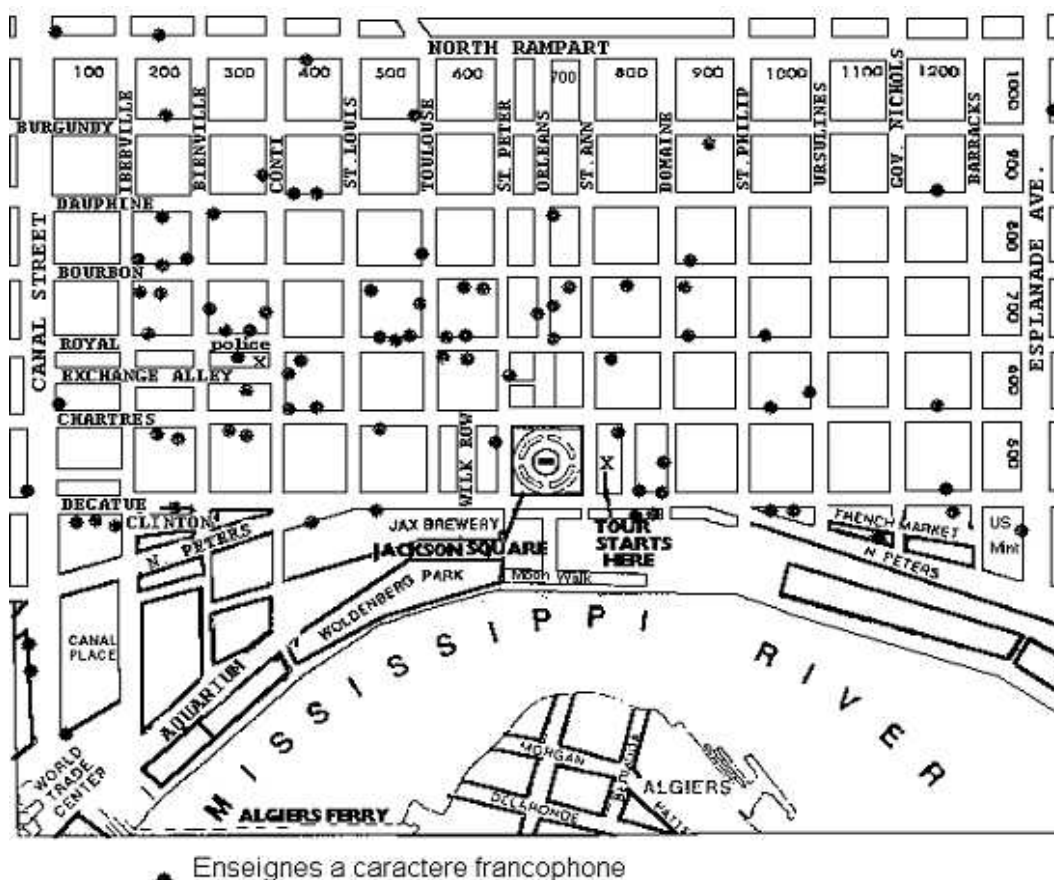 NORTH RAMPART
100 200 300 400 500 600 700 800 900 1000 1100 1200 1000
BURGUNDY
IBERVILLE
BIENVILLE
CONTI
ST.LOUIS
TOULOUSE
ST.PETER
ORLEANS
ST.ANN
DOMAINE
ST.PHILIP
URSULINES
GOV. NICHOLS
BARRACKS
900
DAUPHINE
CANAL STREET
ESPLANADE AVE.
800
BOURBON
700
ROYAL
police
X
EXCHANGE ALLEY
600
CHARTRES
WILK ROW
500
X
DECATUE
CLINTON
N PETERS
JAX BREWERY
JACKSON SQUARE
TOUR
STARTS
HERE
FRENCH MARKET
N PETERS
US
Mint
WOLDENBERG PARK
Moon Walk
CANAL
PLACE
AQUARIUM
MISSISSIPPI RIVER
WORLD
TRADE
CENTER
MORGAN
ALGIERS
ALGIERS FERRY
Enseignes a caractere francophone